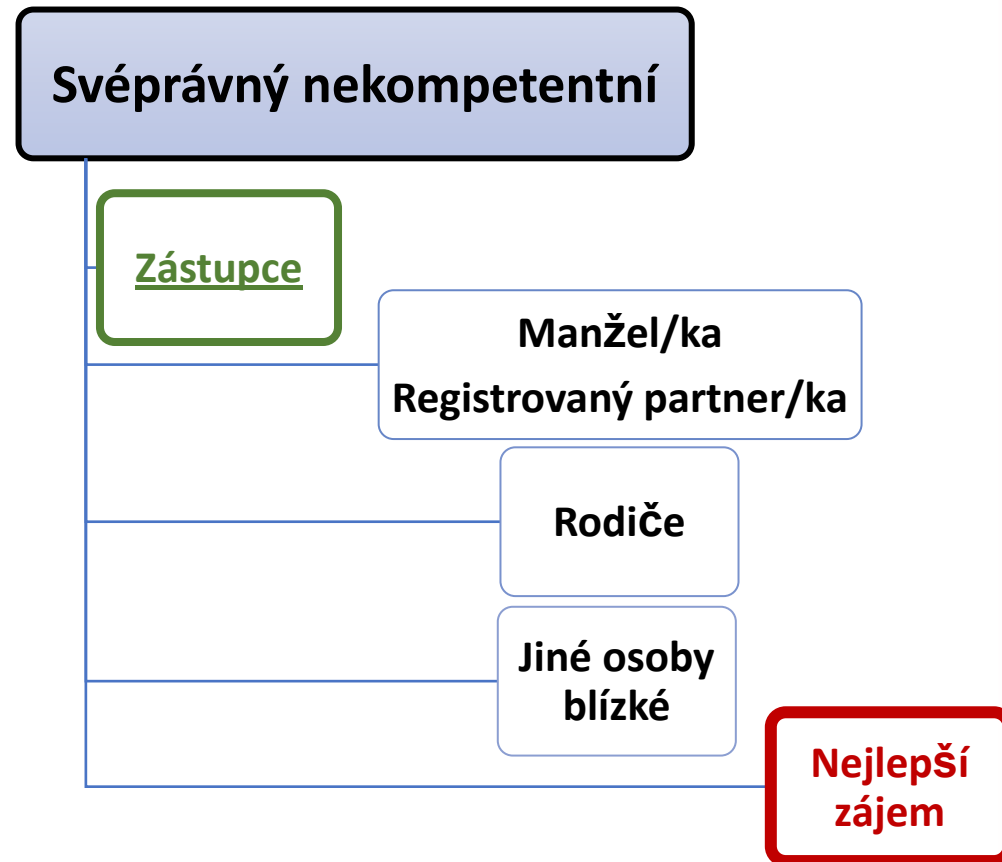 Svéprávný nekompetentní
Zástupce
Manžel/ka
Registrovaný partner/ka
Rodiče
Jiné osoby
blízké
Nejlepší
zájem